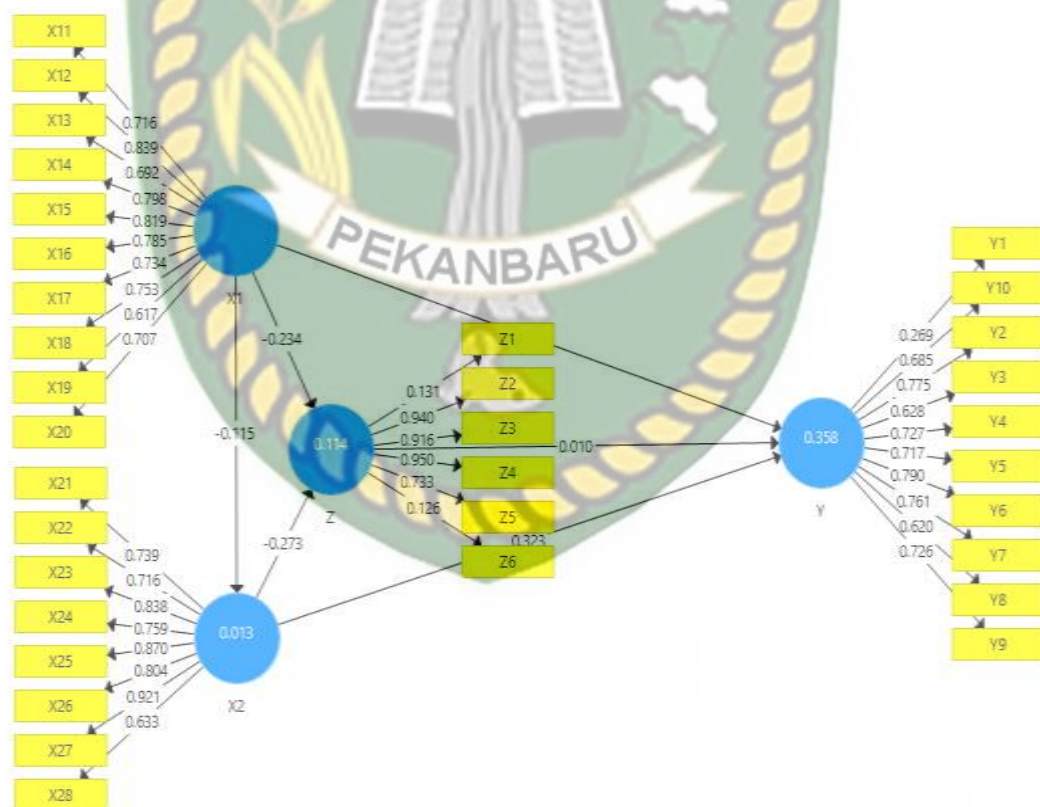 X11
X12
X13
X14
X15
X16
X17
X18
X19
X20
0.716
0.839
0.692
0.798
0.819
0.785
0.734
0.753
0.617
0.707
X1
PEKANBARU
-0.234
-0.115
0.114
Z
-0.273
X21
X22
X23
X24
X25
X26
X27
X28
0.739
0.716
0.838
0.759
0.870
0.804
0.921
0.633
0.013
X2
0.131
0.940
0.916
0.950
0.733
0.126
Z1
Z2
Z3
Z4
Z5
Z6
0.010
0.323
0.358
Y
0.269
0.685
0.775
0.628
0.727
0.717
0.790
0.761
0.620
0.726
Y1
Y10
Y2
Y3
Y4
Y5
Y6
Y7
Y8
Y9